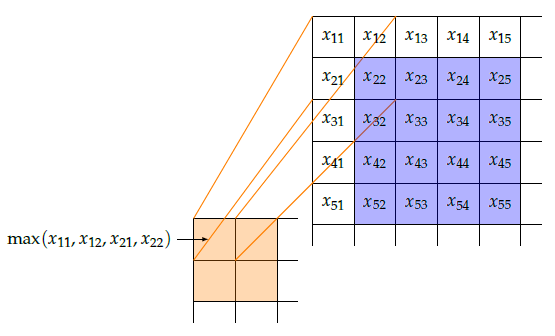 x11 x12 x13 x14 x15
x21 x22 x23 x24 x25
x31 x32 x33 x34 x35
x41 x42 x43 x44 x45
x51 x52 x53 x54 x55
max(x11, x12, x21, x22)